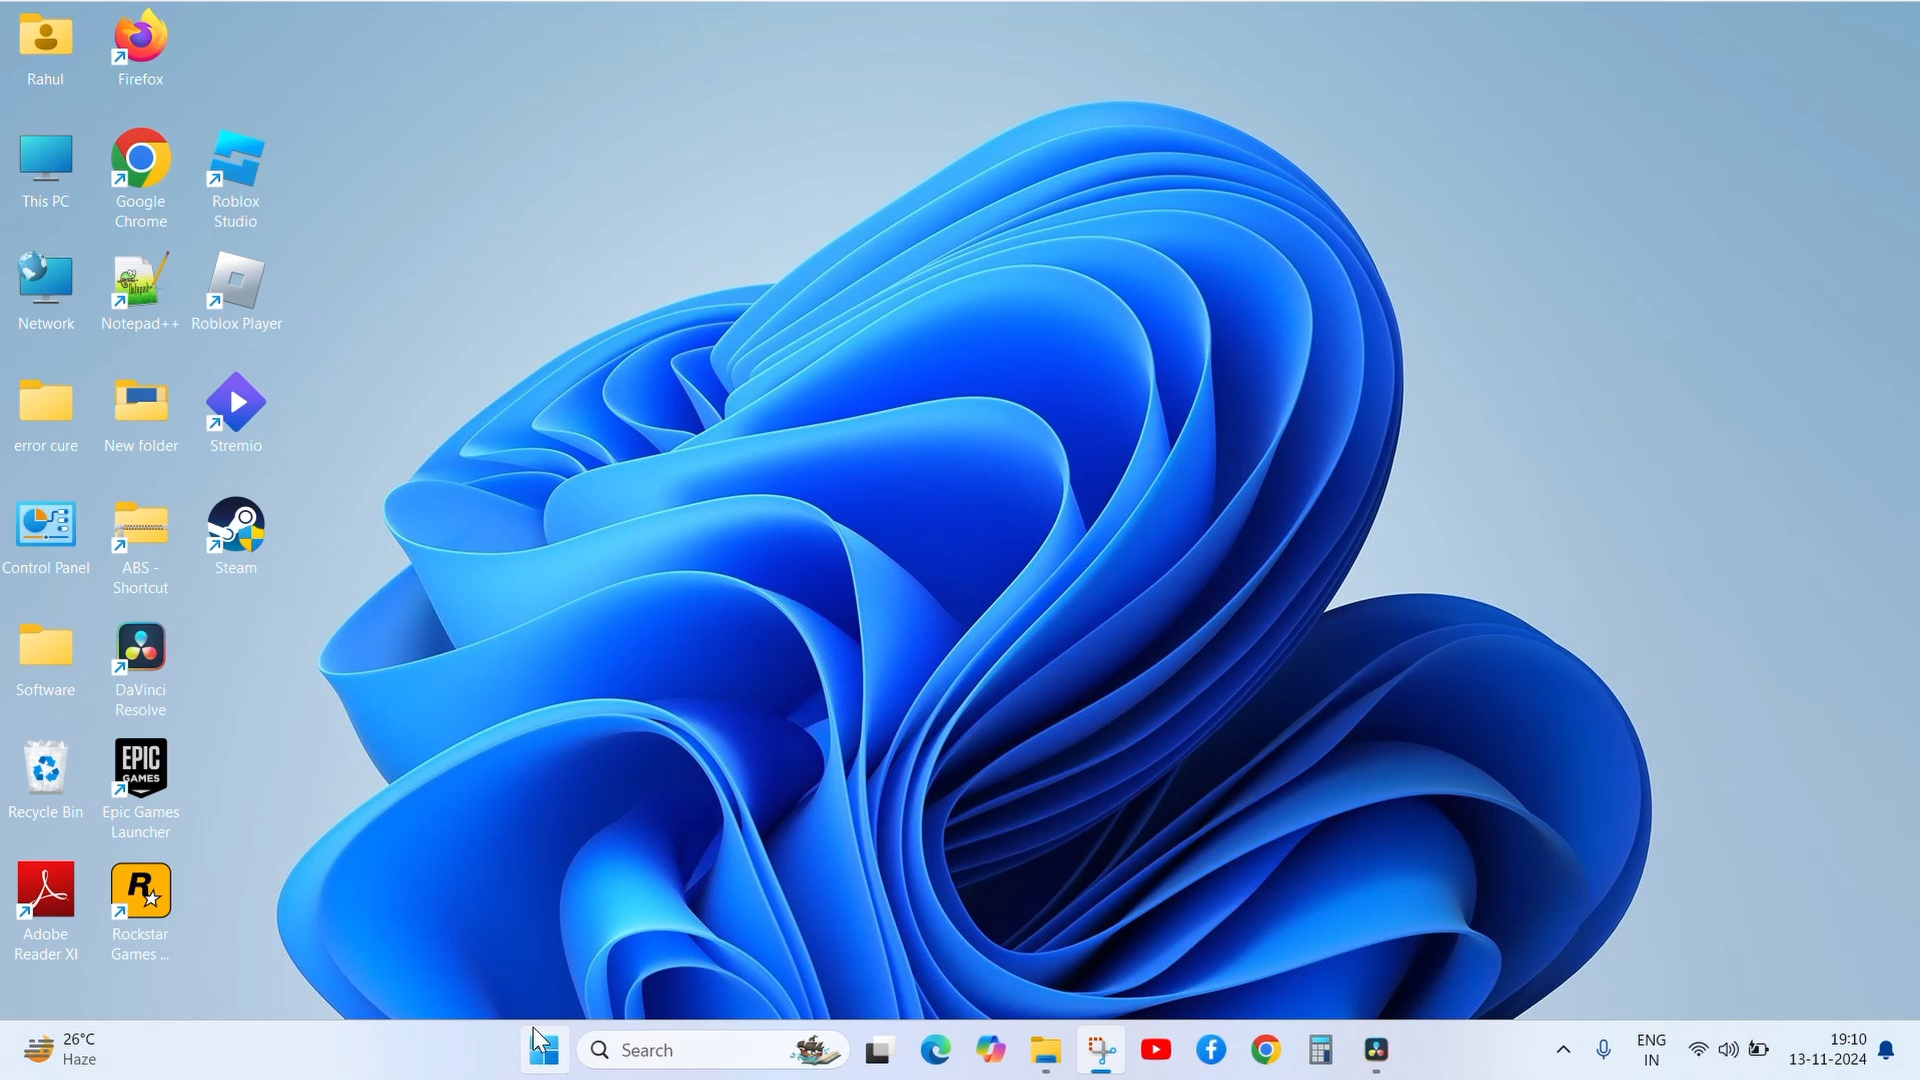 Rahul
Firefox
This PC
Google
Chrome
Roblox
Studio
Network
Notepad++
Roblox Player
error cure
New folder
Stremio
Control Panel
ABS -
Shortcut
Steam
Software
DaVinci
Resolve
Recycle Bin
EPIC
GAMES
Epic Games
Launcher
Adobe
Reader XI
R
Rockstar
Games ...
26°C
Haze
Search
ENG
IN
19:10
13-11-2024